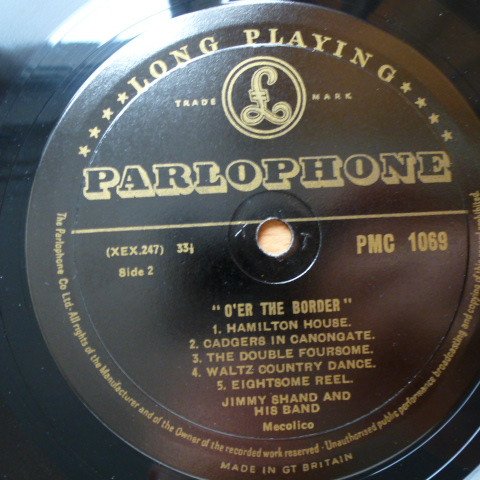 ★★★★ LONG PLAYING ★★★★
£
TRADE MARK
PARLOPHONE
(XEX.247) 33⅓
PMC 1069
Side 2
"O'ER THE BORDER"
1. HAMILTON HOUSE.
2. CADGERS IN CANONGATE.
3. THE DOUBLE FOURSOME.
4. WALTZ COUNTRY DANCE.
5. EIGHTSOME REEL.
JIMMY SHAND AND
HIS BAND
Mecolico
The Parlophone Co Ltd. All rights of the Manufacturer and of the Owner of the recorded work reserved - Unauthorised public performance broadcasting and copying of prohibited.
MADE IN GT BRITAIN